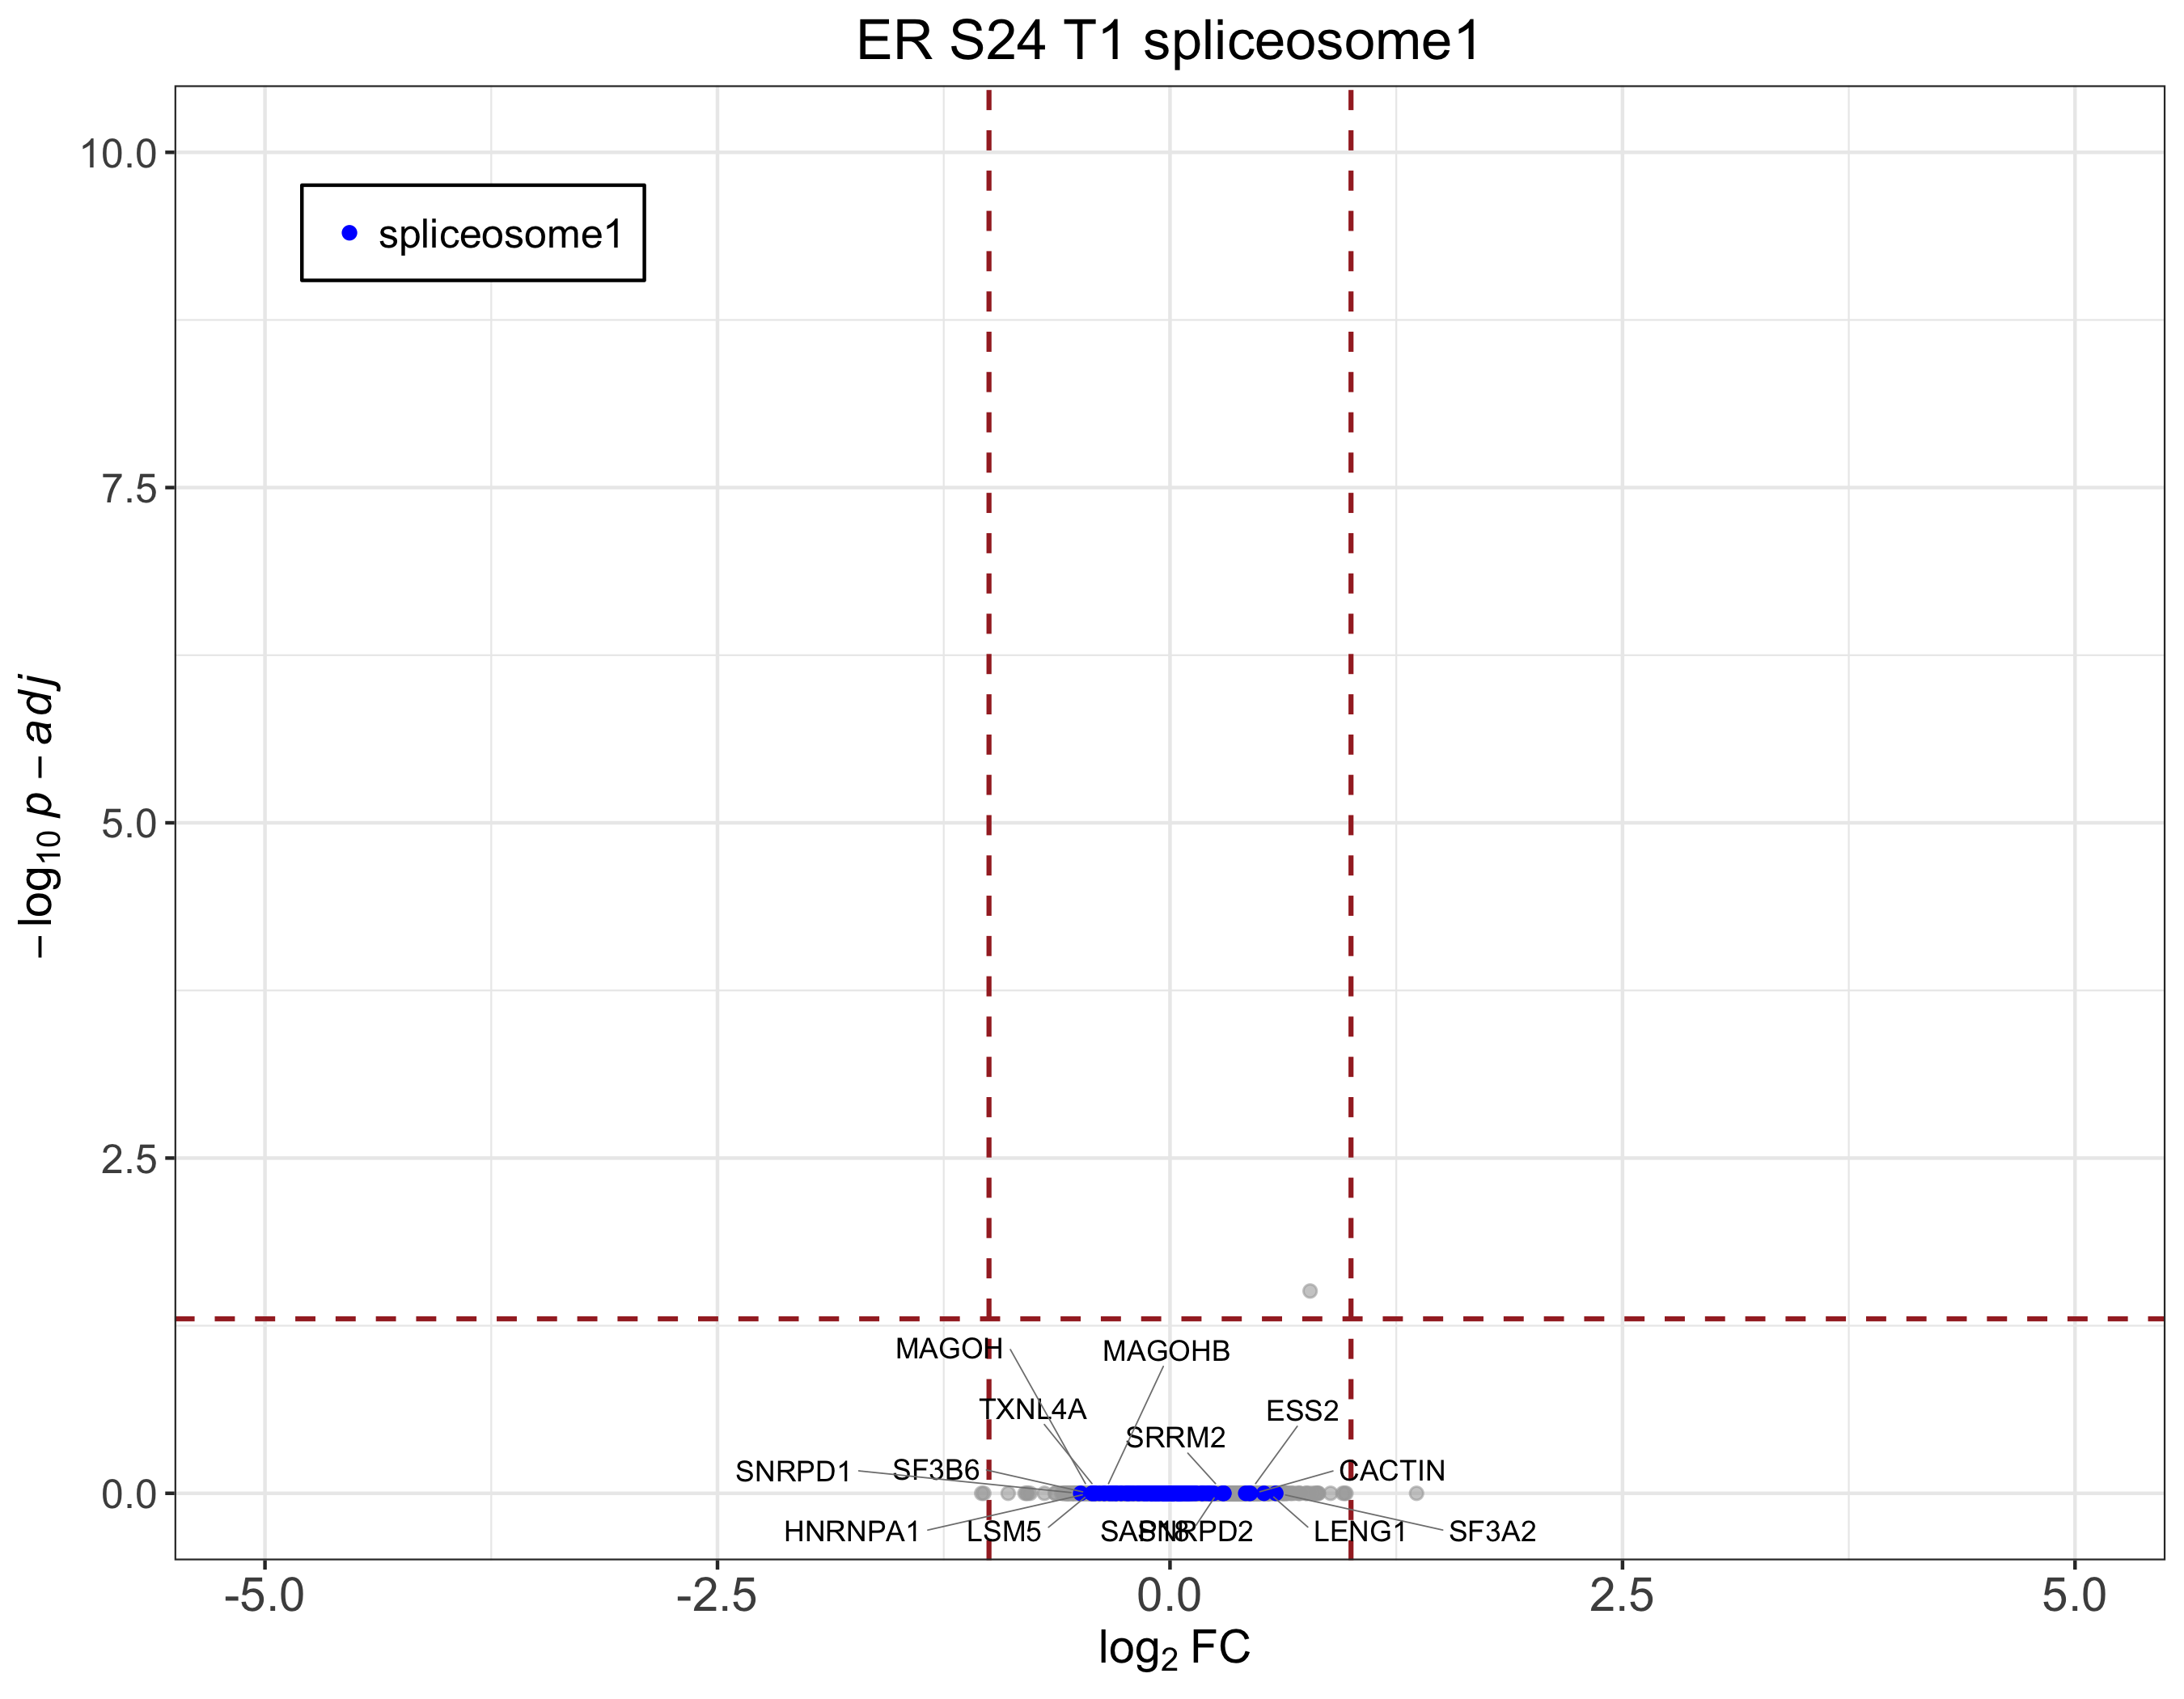 ER S24 T1 spliceosome1
10.0
spliceosome1
7.5
5.0
2.5
0.0
−log10 p − adj
MAGOH
MAGOHB
TXNL4A
ESS2
SRRM2
SNRPD1
SF3B6
CACTIN
HNRNPA1
LSM5
SAP18
SNRPD2
LENG1
SF3A2
-5.0
-2.5
0.0
2.5
5.0
log2 FC